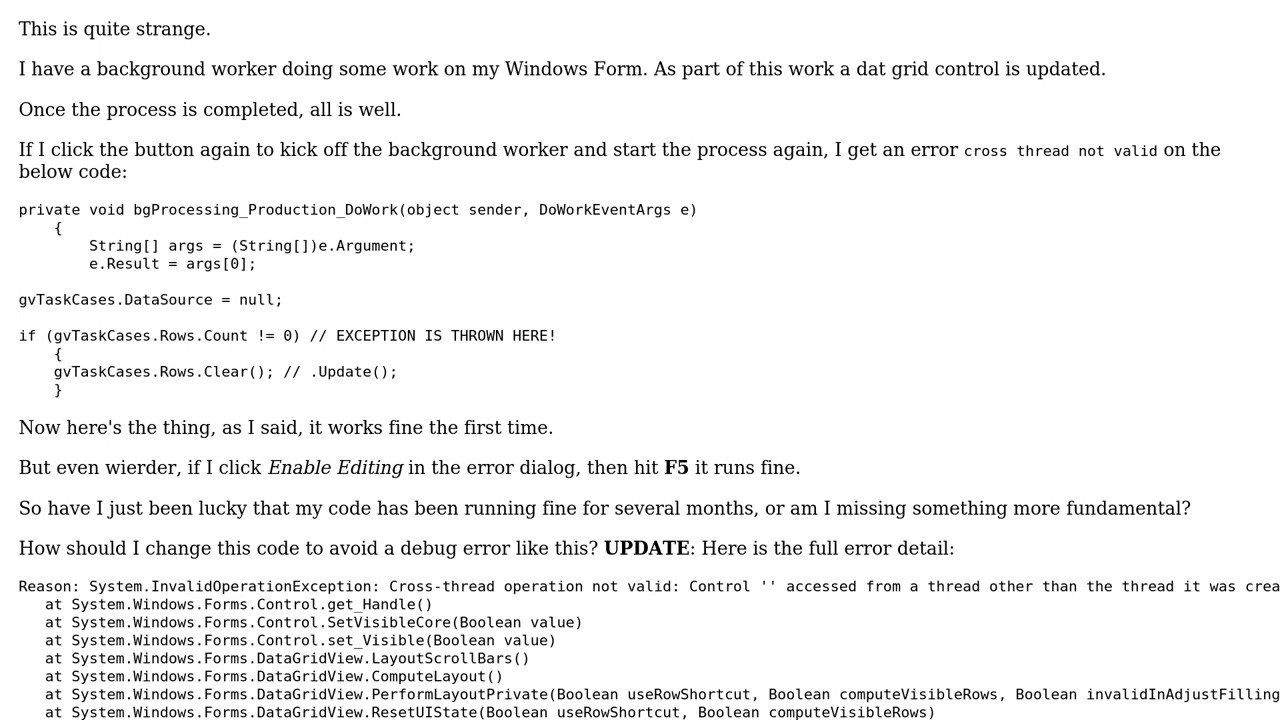 This is quite strange.
I have a background worker doing some work on my Windows Form. As part of this work a dat grid control is updated.
Once the process is completed, all is well.
If I click the button again to kick off the background worker and start the process again, I get an error cross thread not valid on the
below code:
private void bgProcessing_Production_DoWork(object sender, DoWorkEventArgs e)
    {
        String[] args = (String[])e.Argument;
        e.Result = args[0];
gvTaskCases.DataSource = null;
if (gvTaskCases.Rows.Count != 0) // EXCEPTION IS THROWN HERE!
    {
    gvTaskCases.Rows.Clear(); // .Update();
    }
Now here's the thing, as I said, it works fine the first time.
But even wierder, if I click Enable Editing in the error dialog, then hit F5 it runs fine.
So have I just been lucky that my code has been running fine for several months, or am I missing something more fundamental?
How should I change this code to avoid a debug error like this? UPDATE: Here is the full error detail:
Reason: System.InvalidOperationException: Cross-thread operation not valid: Control '' accessed from a thread other than the thread it was crea
   at System.Windows.Forms.Control.get_Handle()
   at System.Windows.Forms.Control.SetVisibleCore(Boolean value)
   at System.Windows.Forms.Control.set_Visible(Boolean value)
   at System.Windows.Forms.DataGridView.LayoutScrollBars()
   at System.Windows.Forms.DataGridView.ComputeLayout()
   at System.Windows.Forms.DataGridView.PerformLayoutPrivate(Boolean useRowShortcut, Boolean computeVisibleRows, Boolean invalidInAdjustFilling
   at System.Windows.Forms.DataGridView.ResetUIState(Boolean useRowShortcut, Boolean computeVisibleRows)